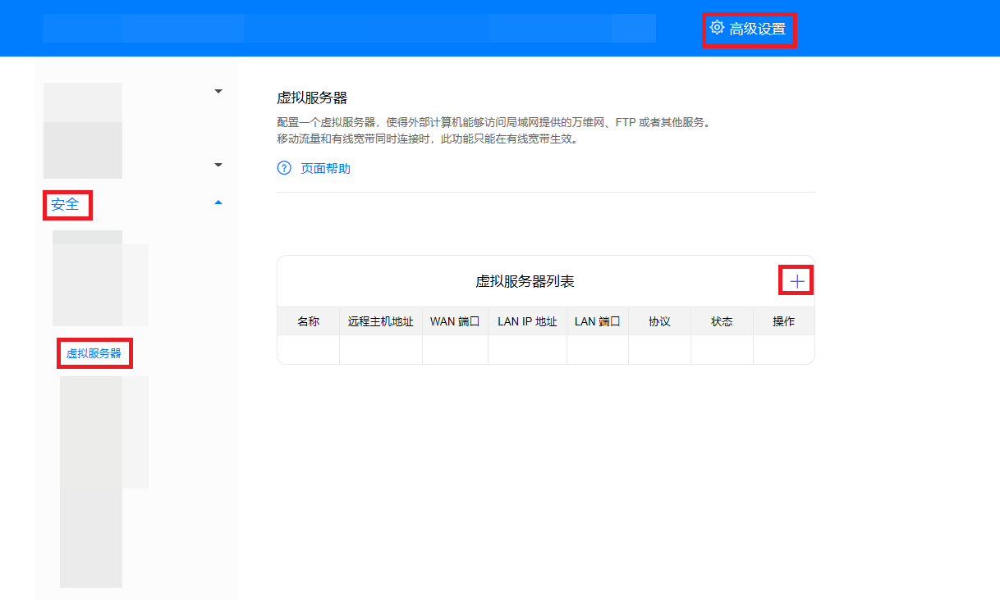 高级设置
虚拟服务器
配置一个虚拟服务器，使得外部计算机能够访问局域网提供的万维网、FTP 或者其他服务。
移动流量和有线宽带同时连接时，此功能只能在有线宽带生效。
? 页面帮助
安全
虚拟服务器列表
名称 远程主机地址 WAN 端口 LAN IP 地址 LAN 端口 协议 状态 操作
虚拟服务器